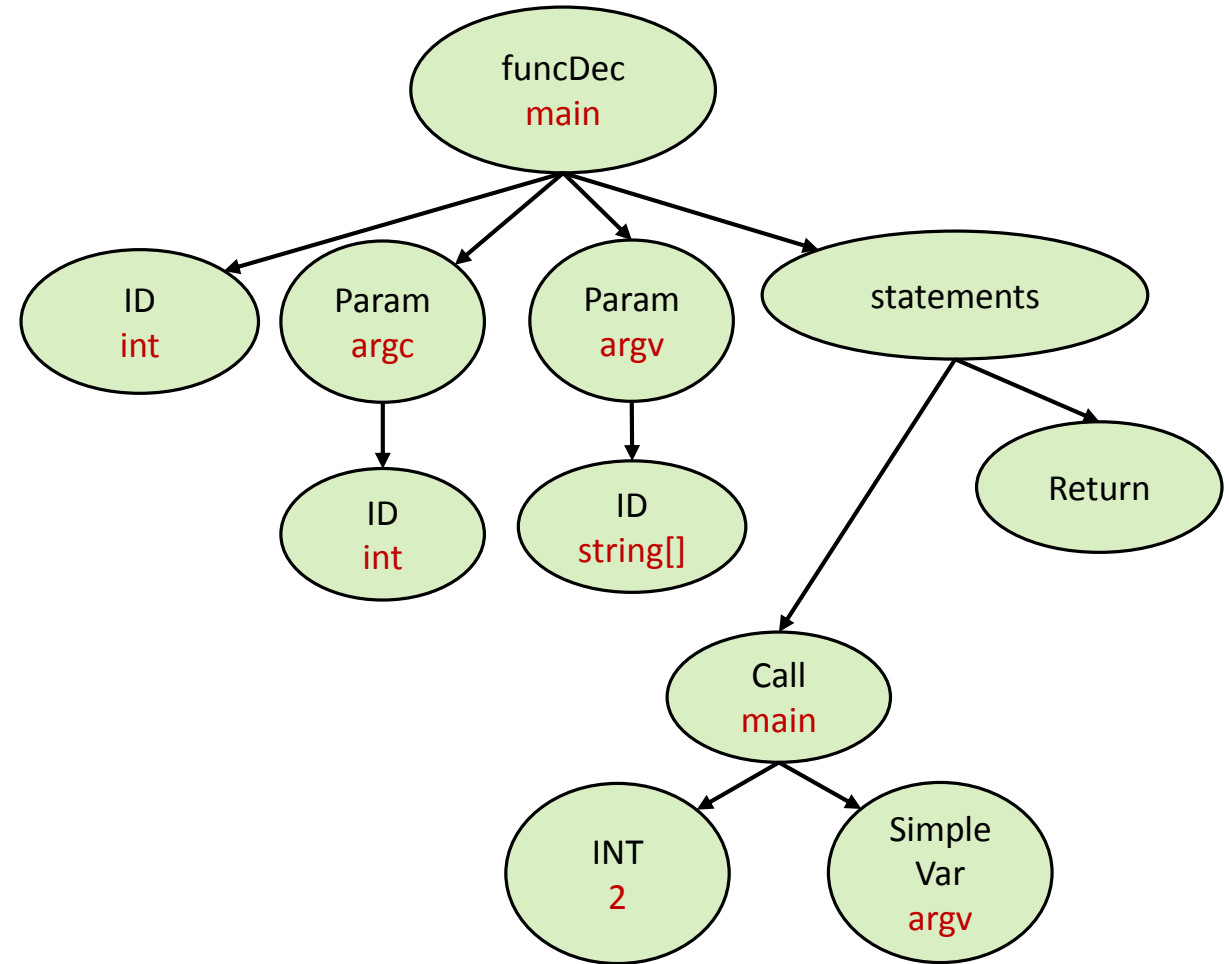 funcDec
main
ID
int
Param
argc
Param
argv
statements
ID
int
ID
string[]
Return
Call
main
INT
2
Simple
Var
argv